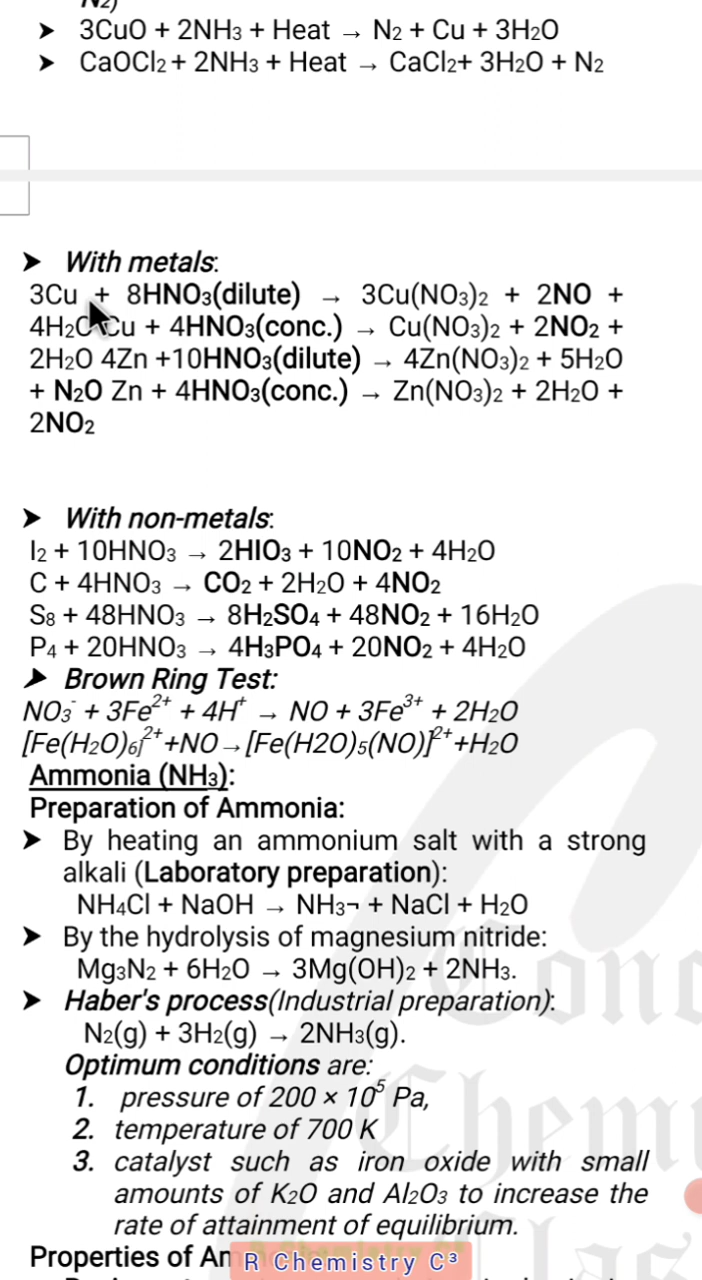 N2)
➤ 3CuO + 2NH3 + Heat → N2 + Cu + 3H2O
➤ CaOCl2 + 2NH3 + Heat → CaCl2+ 3H2O + N2
➤ With metals:
3Cu + 8HNO3(dilute) → 3Cu(NO3)2 + 2NO +
4H2O Cu + 4HNO3(conc.) → Cu(NO3)2 + 2NO2 +
2H2O 4Zn +10HNO3(dilute) → 4Zn(NO3)2 + 5H2O
+ N2O Zn + 4HNO3(conc.) → Zn(NO3)2 + 2H2O +
2NO2
➤ With non-metals:
I2 + 10HNO3 → 2HIO3 + 10NO2 + 4H2O
C + 4HNO3 → CO2 + 2H2O + 4NO2
S8 + 48HNO3 → 8H2SO4 + 48NO2 + 16H2O
P4 + 20HNO3 → 4H3PO4 + 20NO2 + 4H2O
➤ Brown Ring Test:
NO3⁻ + 3Fe²⁺ + 4H⁺ → NO + 3Fe³⁺ + 2H2O
[Fe(H2O)6]²⁺+NO→[Fe(H2O)5(NO)]²⁺+H2O
Ammonia (NH3):
Preparation of Ammonia:
➤ By heating an ammonium salt with a strong
alkali (Laboratory preparation):
NH4Cl + NaOH → NH3¬ + NaCl + H2O
➤ By the hydrolysis of magnesium nitride:
Mg3N2 + 6H2O → 3Mg(OH)2 + 2NH3.
➤ Haber's process(Industrial preparation):
N2(g) + 3H2(g) → 2NH3(g).
Optimum conditions are:
1. pressure of 200 × 10⁵ Pa,
2. temperature of 700 K
3. catalyst such as iron oxide with small
amounts of K2O and Al2O3 to increase the
rate of attainment of equilibrium.
Properties of Am
R Chemistry C³